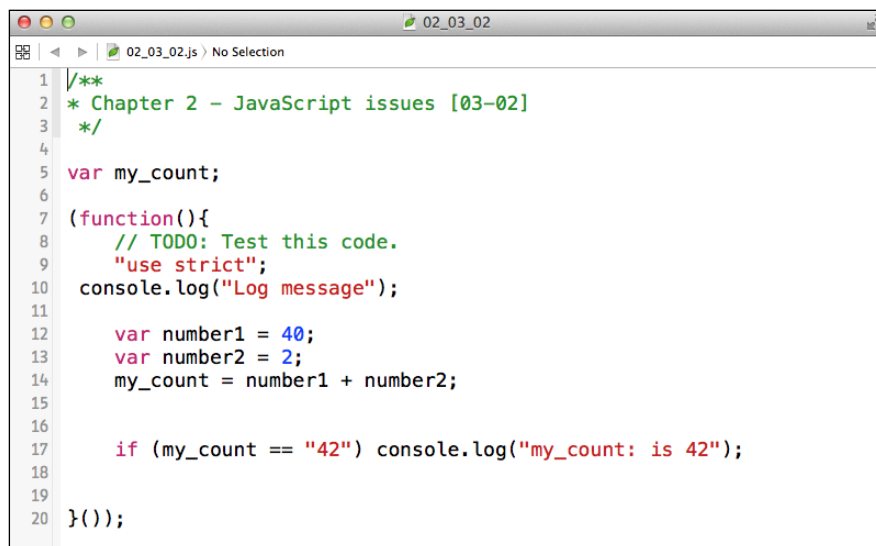 02_03_02
02_03_02.js › No Selection
1 /**
2 * Chapter 2 – JavaScript issues [03-02]
3  */
4
5 var my_count;
6
7 (function(){
8     // TODO: Test this code.
9     "use strict";
10  console.log("Log message");
11
12     var number1 = 40;
13     var number2 = 2;
14     my_count = number1 + number2;
15
16
17     if (my_count == "42") console.log("my_count: is 42");
18
19
20 }());